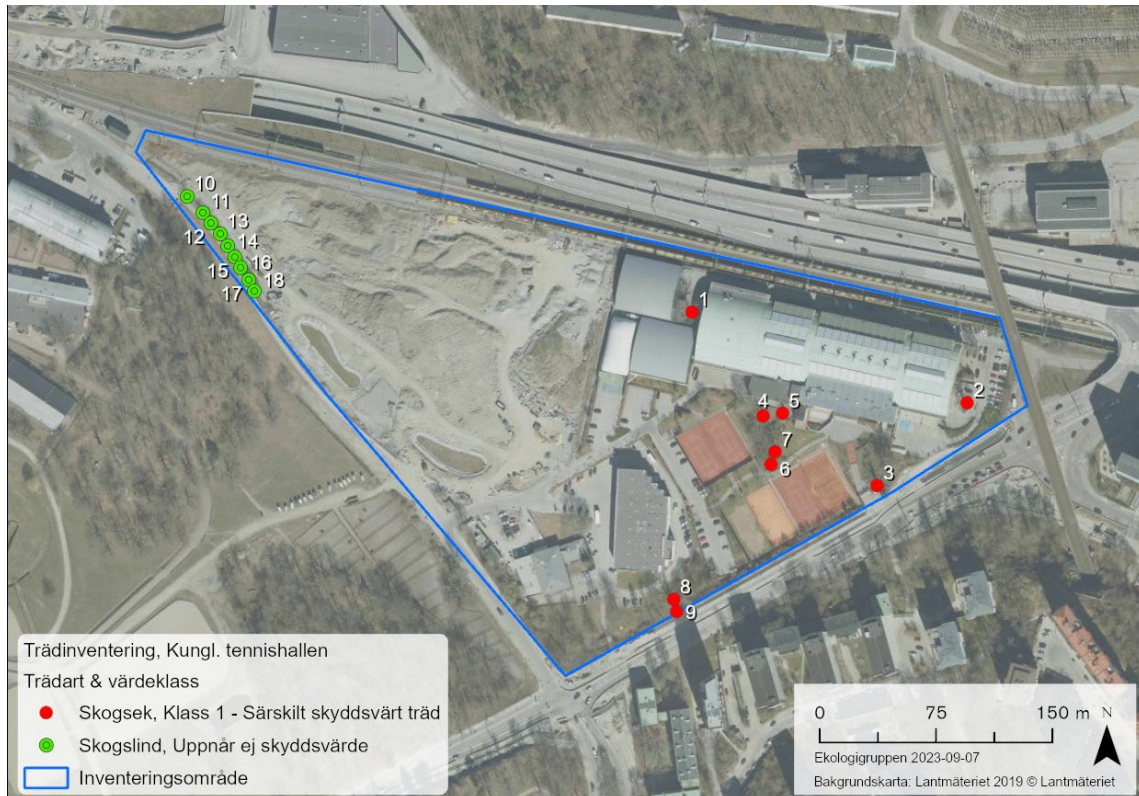 10
11
13
12
14
15
16
18
17
1
2
4
5
7
6
3
8
9
Trädinventering, Kungl. tennishallen
Trädart & värdeklass
Skogsek, Klass 1 - Särskilt skyddsvärt träd
Skogslind, Uppnår ej skyddsvärde
Inventeringsområde
0 75 150 m N
Ekologigruppen 2023-09-07
Bakgrundskarta: Lantmäteriet 2019 © Lantmäteriet